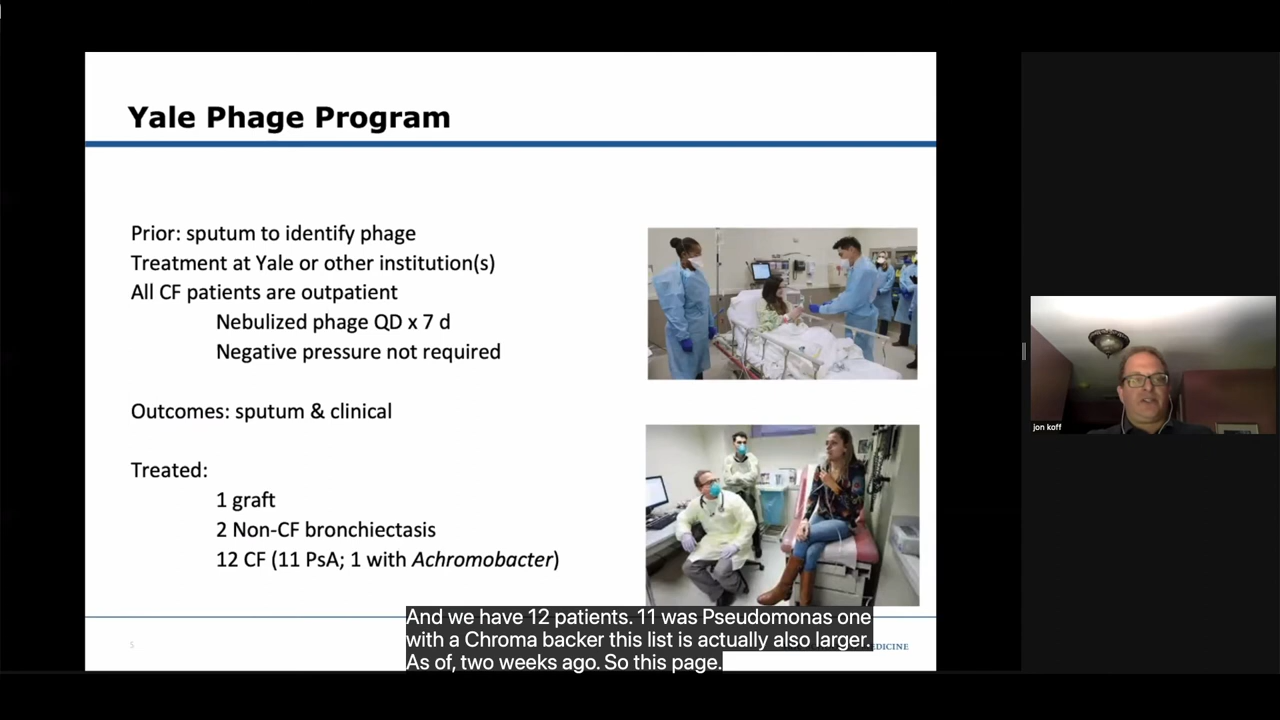 Yale Phage Program
Prior: sputum to identify phage
Treatment at Yale or other institution(s)
All CF patients are outpatient
Nebulized phage QD x 7 d
Negative pressure not required
Outcomes: sputum & clinical
Treated:
1 graft
2 Non-CF bronchiectasis
12 CF (11 PsA; 1 with Achromobacter)
5
EDICINE
And we have 12 patients. 11 was Pseudomonas one
with a Chroma backer this list is actually also larger.
As of, two weeks ago. So this page.
jon koff